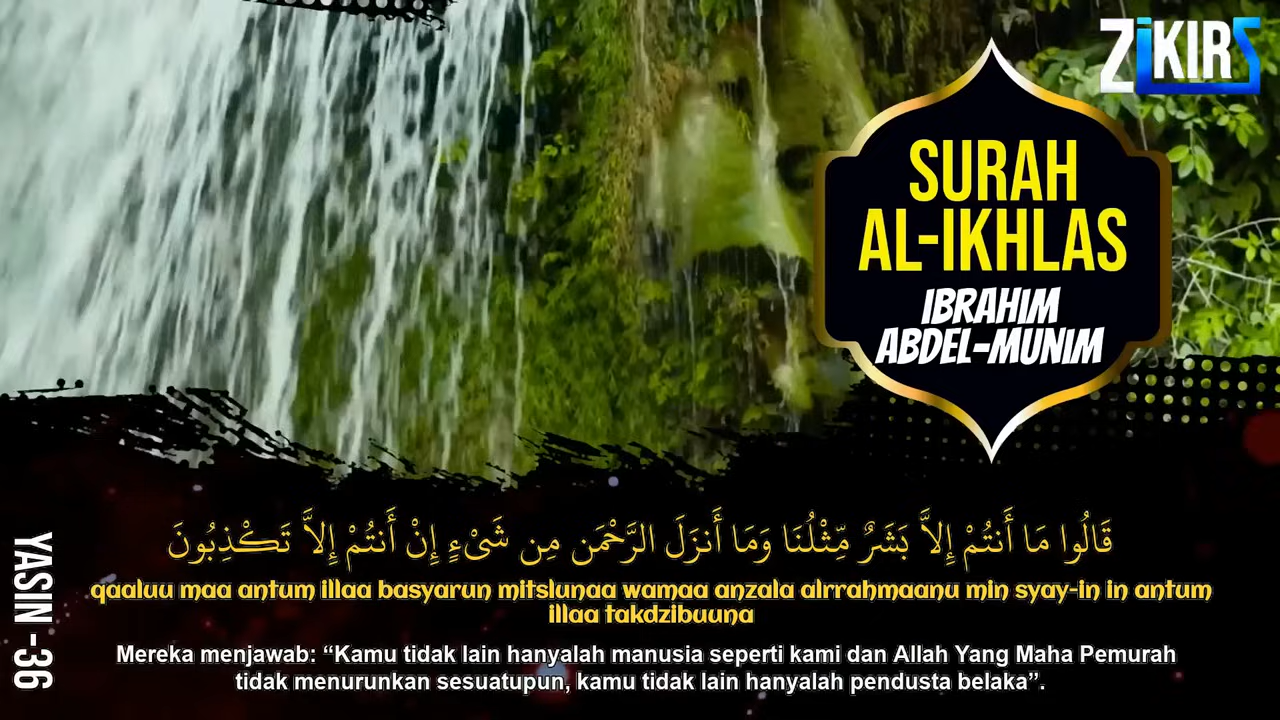 ZiKIRS
SURAH
AL-IKHLAS
IBRAHIM
ABDEL-MUNIM
قَالُوا مَا أَنتُمْ إِلاَّ بَشَرٌ مِّثْلُنَا وَمَا أَنزَلَ الرَّحْمَن مِن شَيْءٍ إِنْ أَنتُمْ إِلاَّ تَكْذِبُونَ
qaaluu maa antum illaa basyarun mitslunaa wamaa anzala alrrahmaanu min syay-in in antum
illaa takdzibuuna
Mereka menjawab: “Kamu tidak lain hanyalah manusia seperti kami dan Allah Yang Maha Pemurah
tidak menurunkan sesuatupun, kamu tidak lain hanyalah pendusta belaka”.
YASIN -36